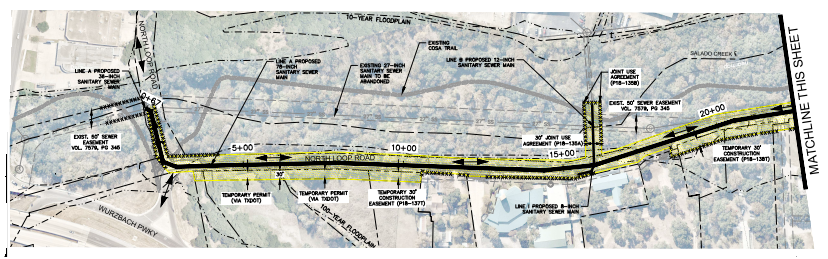 10-YEAR FLOODPLAIN
NORTH LOOP ROAD
LINE A PROPOSED
36-INCH
SANITARY SEWER
MAIN
LINE A PROPOSED
78-INCH
SANITARY SEWER
MAIN
EXISTING
COSA TRAIL
EXISTING 27-INCH
SANITARY SEWER
MAIN TO BE
ABANDONED
LINE B PROPOSED 12-INCH
SANITARY SEWER MAIN
SALADO CREEK
JOINT USE
AGREEMENT
(P18-135B)
EXIST. 50' SEWER EASEMENT
VOL. 7579, PG 345
MATCHLINE THIS SHEET
0+67
EXIST. 50' SEWER
EASEMENT
VOL. 7579, PG 345
5+00
10+00
15+00
20+00
30' JOINT USE
AGREEMENT (P18-135A)
NORTH LOOP ROAD
30'
TEMPORARY PERMIT
(VIA TXDOT)
TEMPORARY PERMIT
(VIA TXDOT)
TEMPORARY 30'
CONSTRUCTION
EASEMENT (P18-137T)
TEMPORARY 30'
CONSTRUCTION
EASEMENT (P18-138T)
LINE I PROPOSED 8-INCH
SANITARY SEWER MAIN
WURZBACH PKWY
100-YEAR FLOODPLAIN